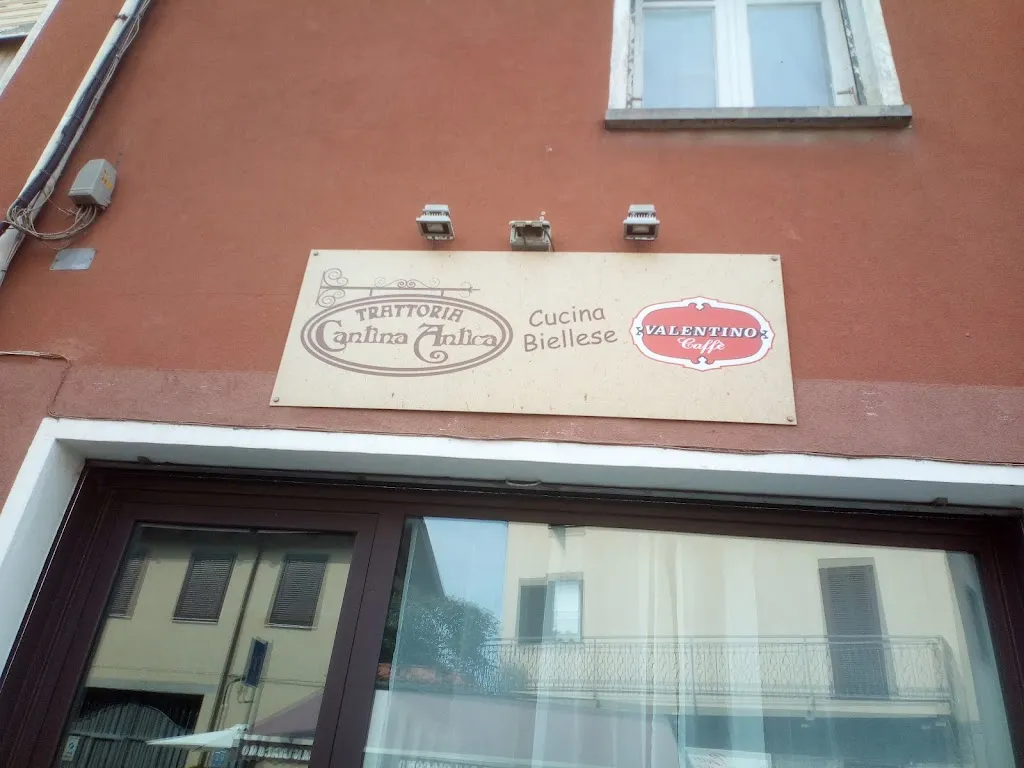 TRATTORIA
Cantina Antica
Cucina
Biellese
VALENTINO
Caffè